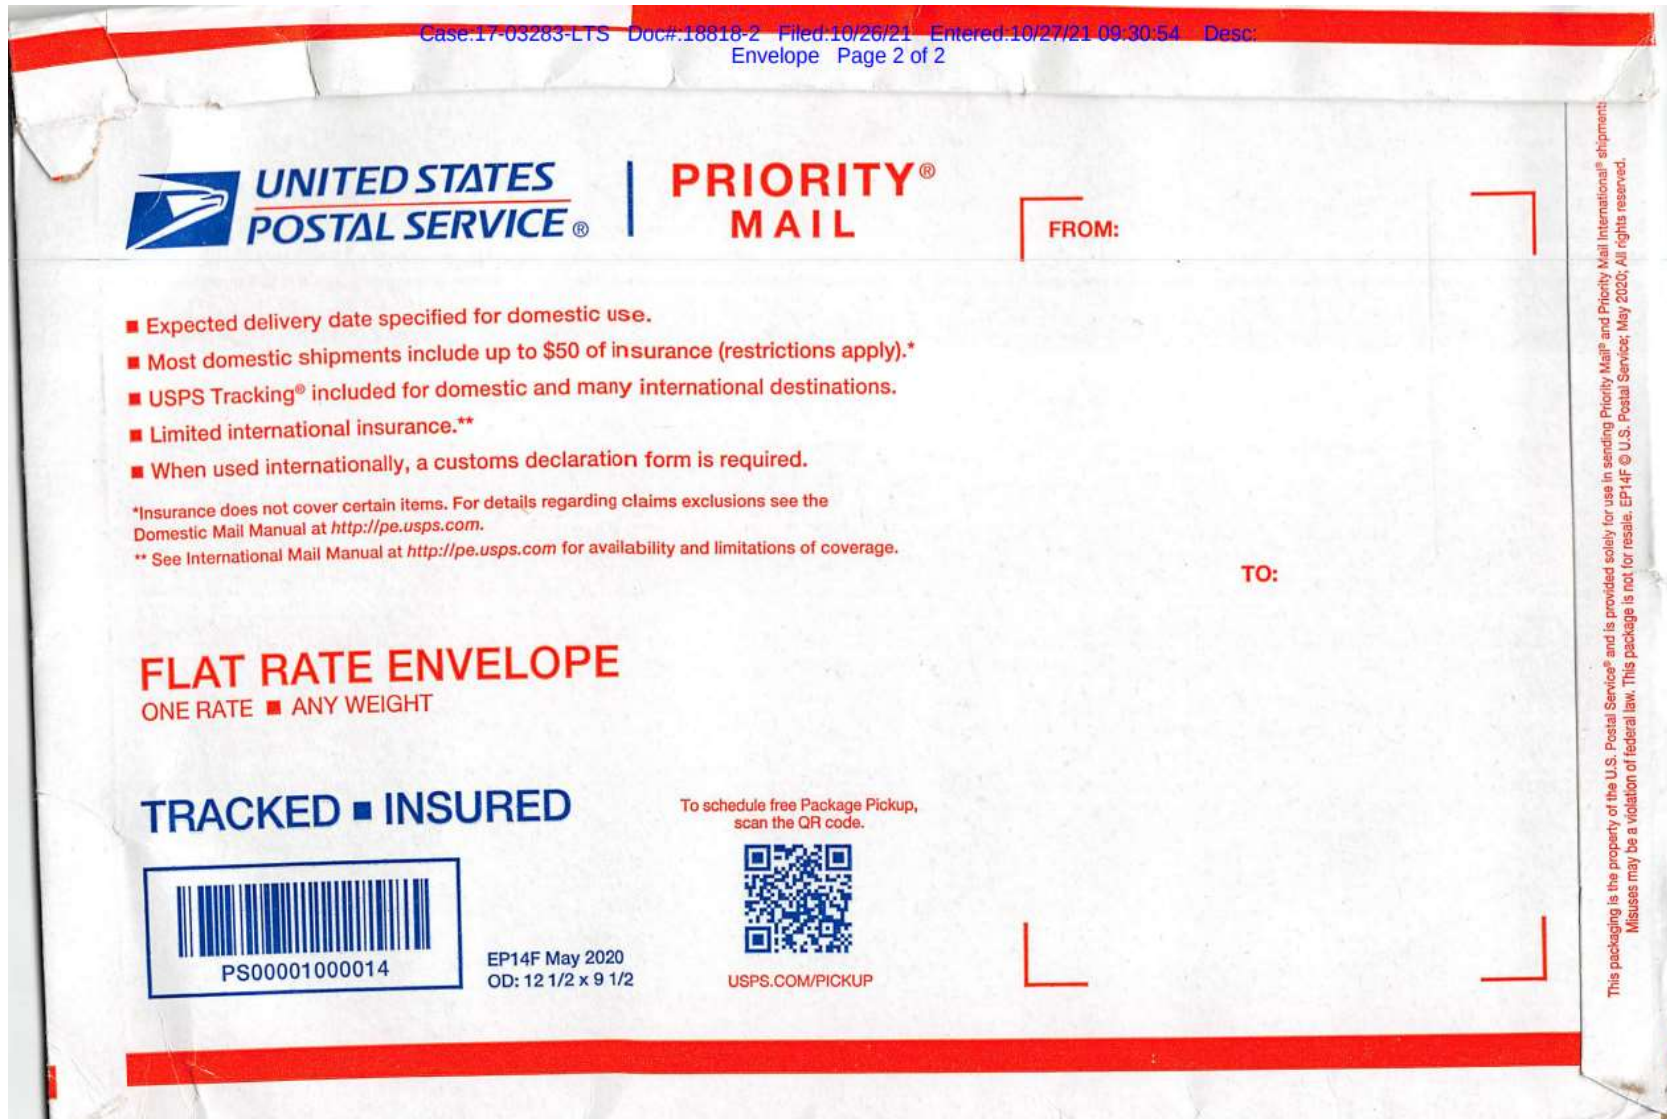 Case:17-03283-LTS Doc#:18818-2 Filed:10/26/21 Entered:10/27/21 09:30:54 Desc:
Envelope Page 2 of 2
UNITED STATES
POSTAL SERVICE®
PRIORITY®
MAIL
FROM:
■ Expected delivery date specified for domestic use.
■ Most domestic shipments include up to $50 of insurance (restrictions apply).*
■ USPS Tracking® included for domestic and many international destinations.
■ Limited international insurance.**
■ When used internationally, a customs declaration form is required.
*Insurance does not cover certain items. For details regarding claims exclusions see the
Domestic Mail Manual at http://pe.usps.com.
** See International Mail Manual at http://pe.usps.com for availability and limitations of coverage.
TO:
FLAT RATE ENVELOPE
ONE RATE ■ ANY WEIGHT
TRACKED ■ INSURED
PS00001000014
EP14F May 2020
OD: 12 1/2 x 9 1/2
To schedule free Package Pickup,
scan the QR code.
USPS.COM/PICKUP
This packaging is the property of the U.S. Postal Service® and is provided solely for use in sending Priority Mail® and Priority Mail International® shipments
Misuses may be a violation of federal law. This package is not for resale. EP14F © U.S. Postal Service; May 2020; All rights reserved.